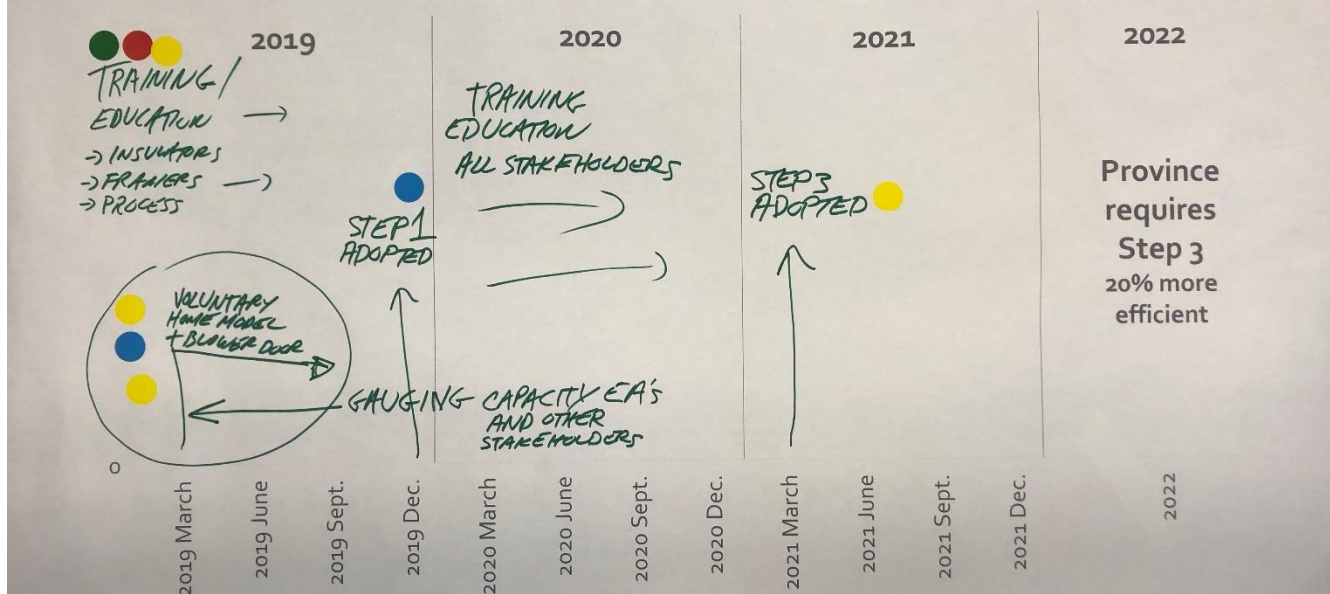 2019
2020
2021
2022
TRAINING/
EDUCATION →
→ INSULATORS
→ FRAMERS →
→ PROCESS
STEP 1
ADOPTED
VOLUNTARY
HOME MODEL
+ BLOWER DOOR
TRAINING
EDUCATION
ALL STAKEHOLDERS
GAUGING CAPACITY EA's
AND OTHER
STAKEHOLDERS
STEP 3
ADOPTED
Province
requires
Step 3
20% more
efficient
0
2019 March
2019 June
2019 Sept.
2019 Dec.
2020 March
2020 June
2020 Sept.
2020 Dec.
2021 March
2021 June
2021 Sept.
2021 Dec.
2022